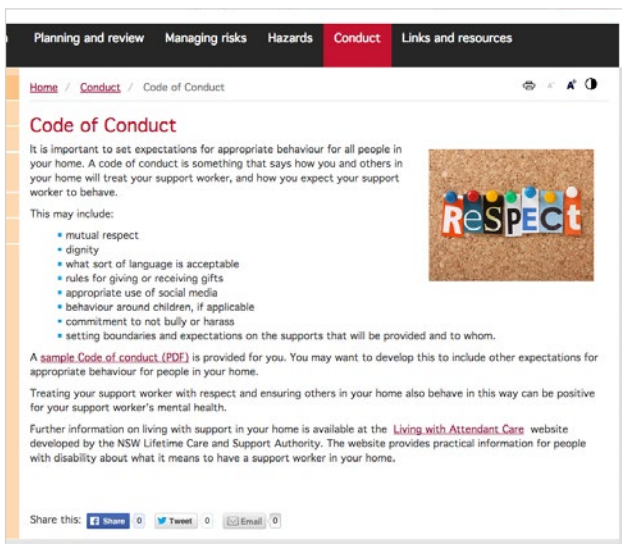 Planning and review Managing risks Hazards Conduct Links and resources
Home / Conduct / Code of Conduct
A- A+
Code of Conduct
It is important to set expectations for appropriate behaviour for all people in
your home. A code of conduct is something that says how you and others in
your home will treat your support worker, and how you expect your support
worker to behave.
ReSPECt
This may include:
mutual respect
dignity
what sort of language is acceptable
rules for giving or receiving gifts
appropriate use of social media
behaviour around children, if applicable
commitment to not bully or harass
setting boundaries and expectations on the supports that will be provided and to whom.
A sample Code of conduct (PDF) is provided for you. You may want to develop this to include other expectations for
appropriate behaviour for people in your home.
Treating your support worker with respect and ensuring others in your home also behave in this way can be positive
for your support worker's mental health.
Further information on living with support in your home is available at the Living with Attendant Care website
developed by the NSW Lifetime Care and Support Authority. The website provides practical information for people
with disability about what it means to have a support worker in your home.
Share this: Share 0 Tweet 0 Email 0